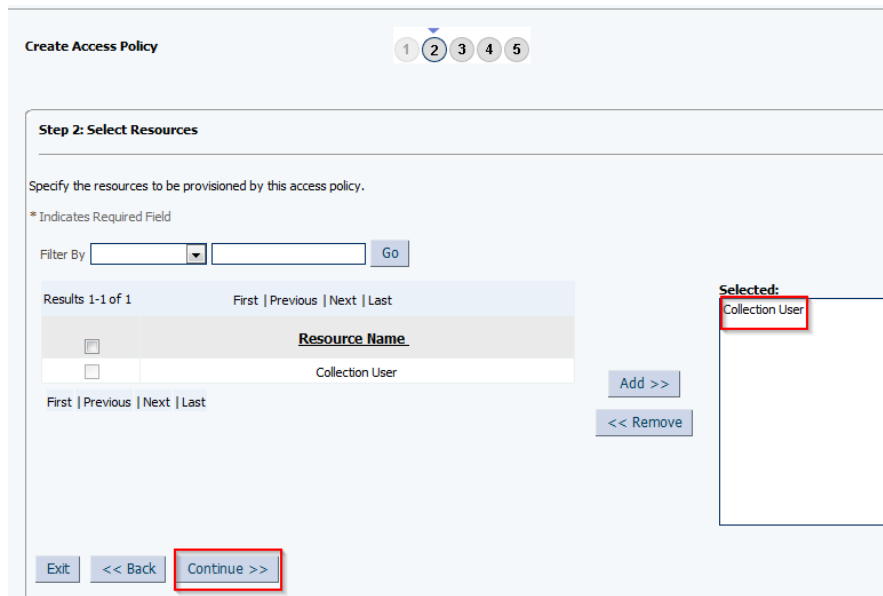 Create Access Policy
1 2 3 4 5
Step 2: Select Resources
Specify the resources to be provisioned by this access policy.
* Indicates Required Field
Filter By Go
Results 1-1 of 1 First | Previous | Next | Last
Selected:
Collection User
Resource Name
Collection User
Add >>
First | Previous | Next | Last
<< Remove
Exit << Back Continue >>